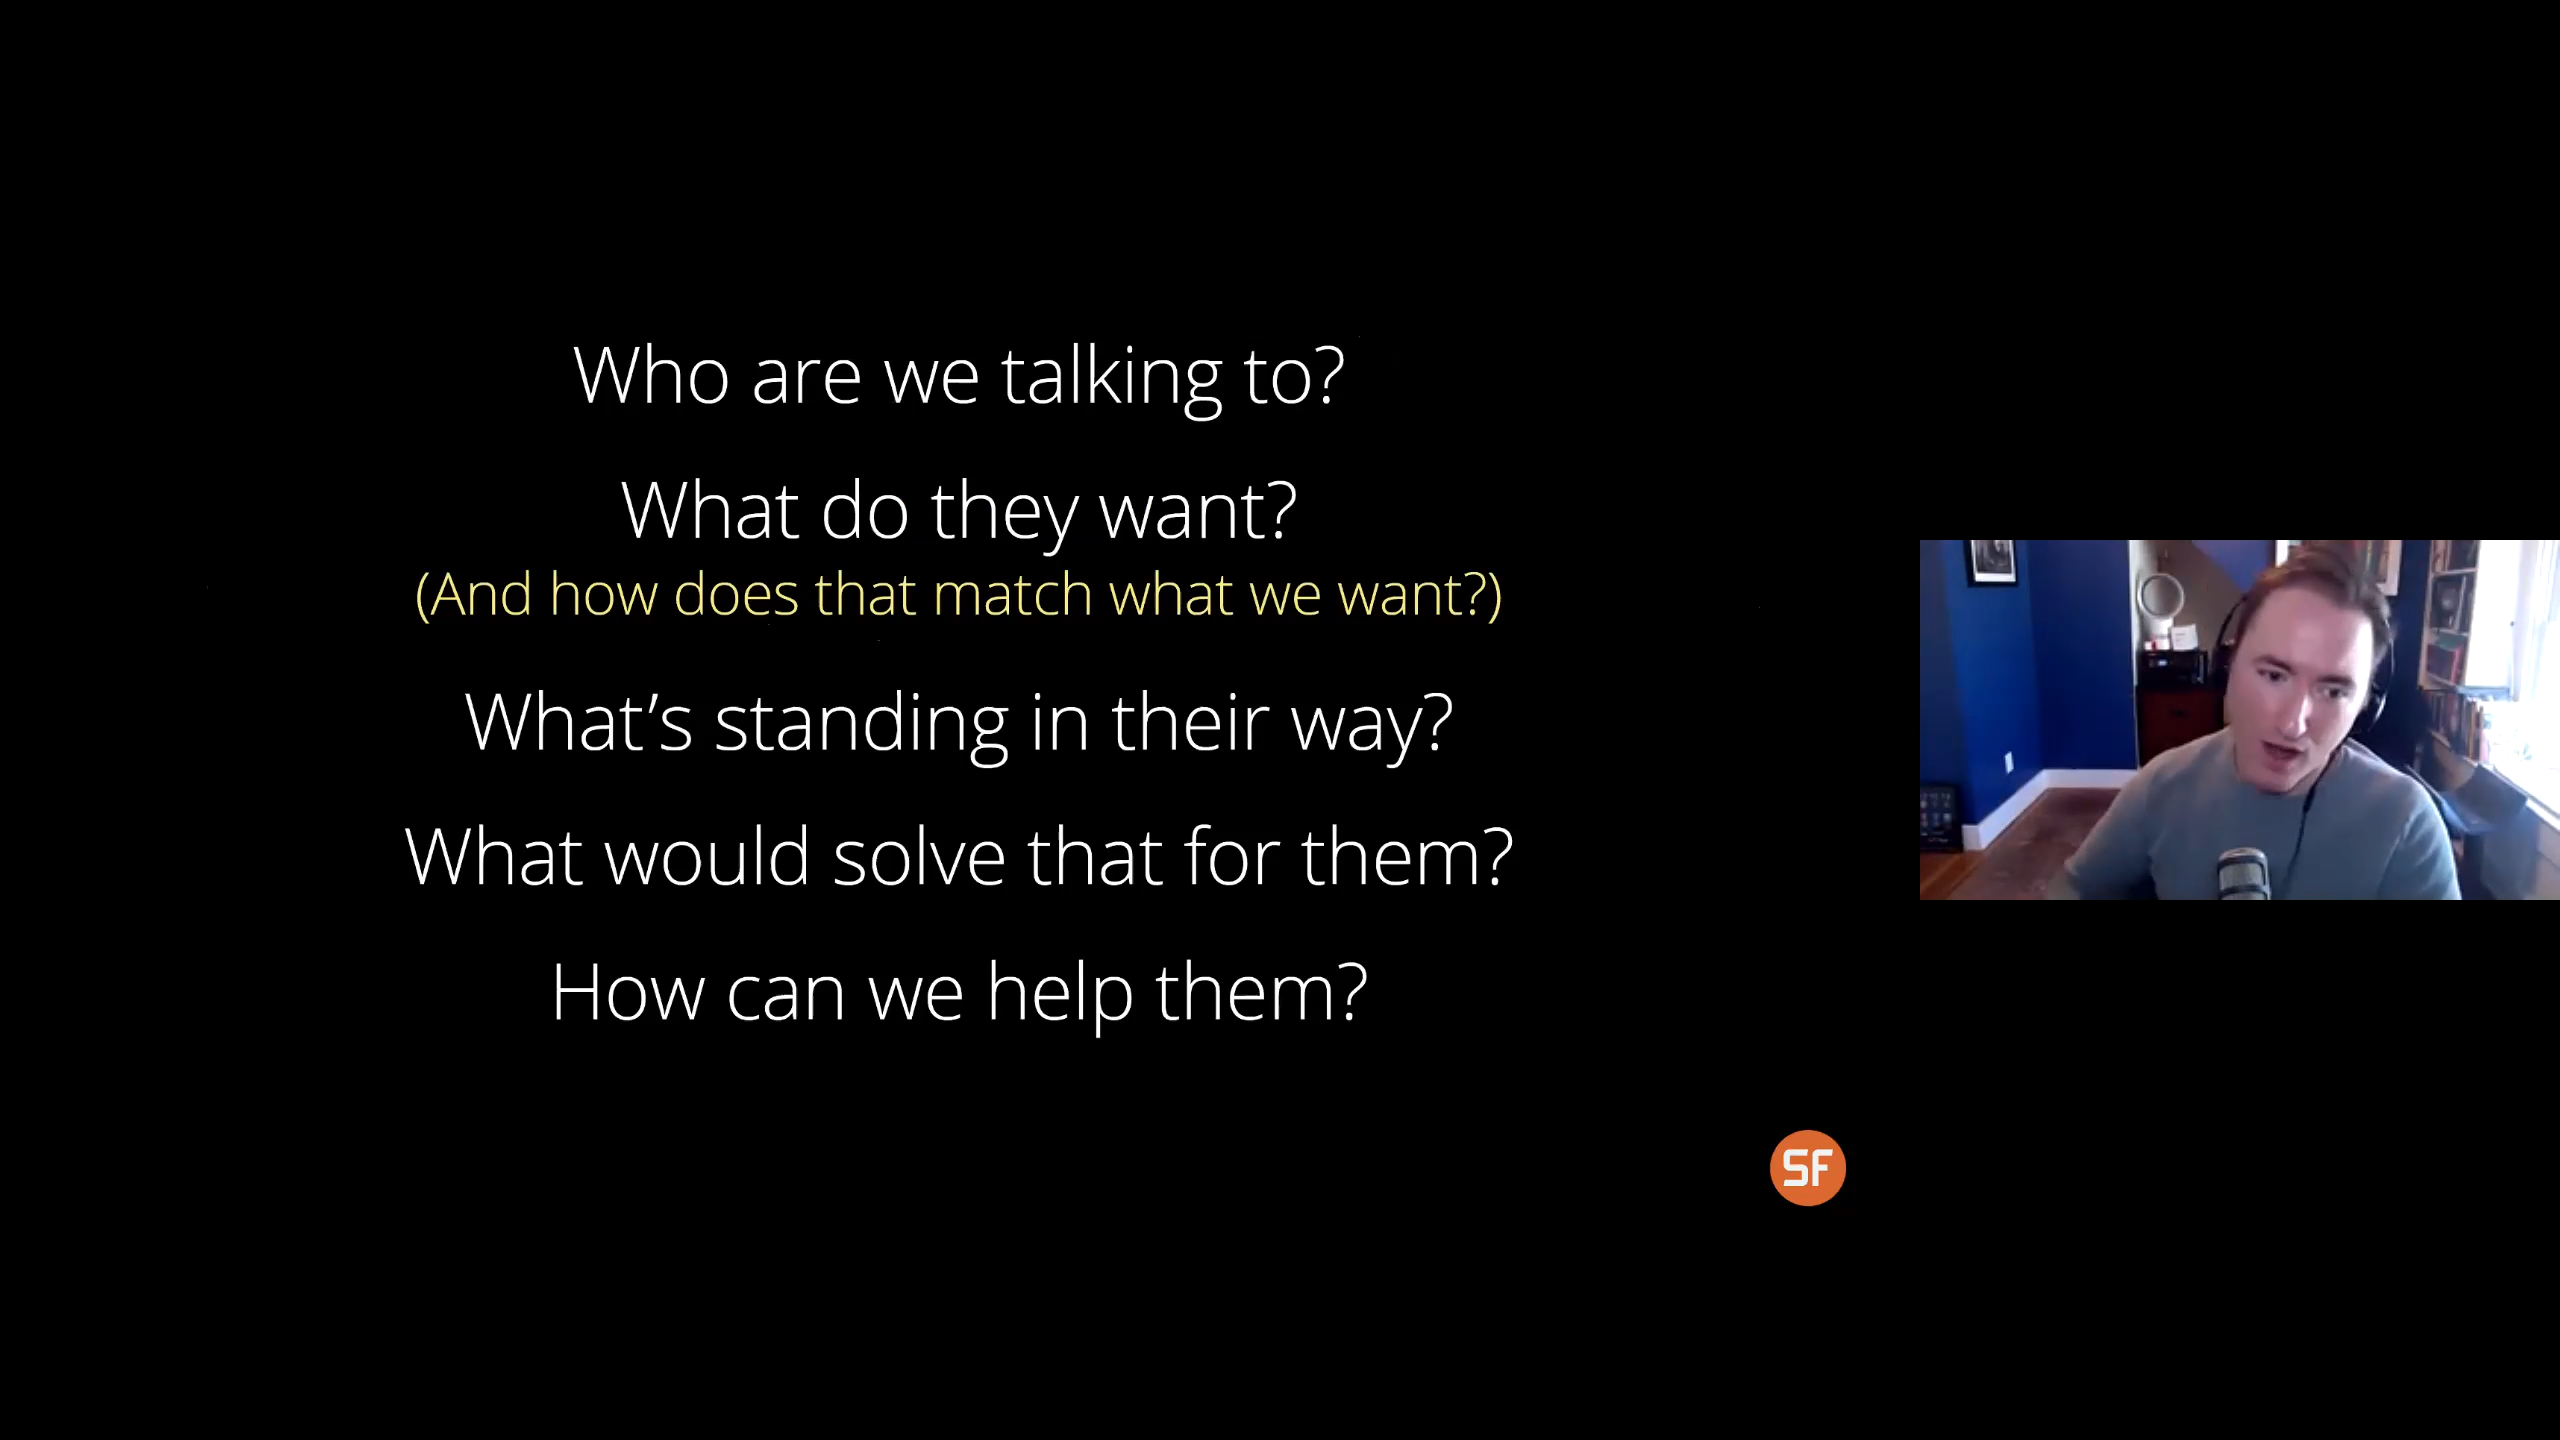 Who are we talking to?
What do they want?
(And how does that match what we want?)
What’s standing in their way?
What would solve that for them?
How can we help them?
SF